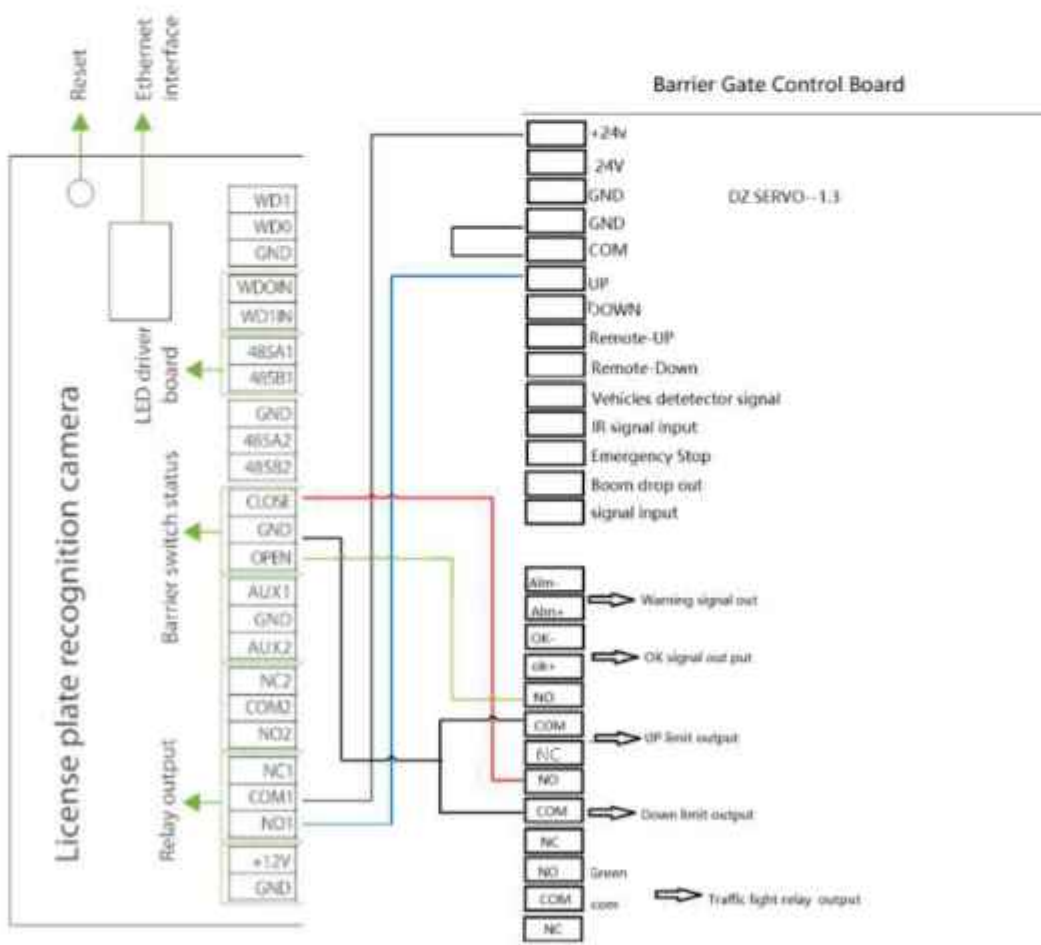 Reset
Ethernet
interface
Barrier Gate Control Board
DZ.SERVO--1.3
License plate recognition camera
LED driver
board
Barrier switch status
Relay output
WD1
WD0
GND
WDOIN
WD1IN
485A1
485B1
GND
485A2
485B2
CLOSE
GND
OPEN
AUX1
GND
AUX2
NC2
COM2
NO2
NC1
COM1
NO1
+12V
GND
+24v
24V
GND
GND
COM
UP
DOWN
Remote-UP
Remote-Down
Vehicles detetector signal
IR signal input
Emergency Stop
Boom drop out
signal input
Alm-
Alm+
Warning signal out
OK-
ok+
OK signal out put
NO
COM
NC
UP limit output
NO
COM
NC
Down limit output
NO Green
COM com
NC
Traffic light relay output